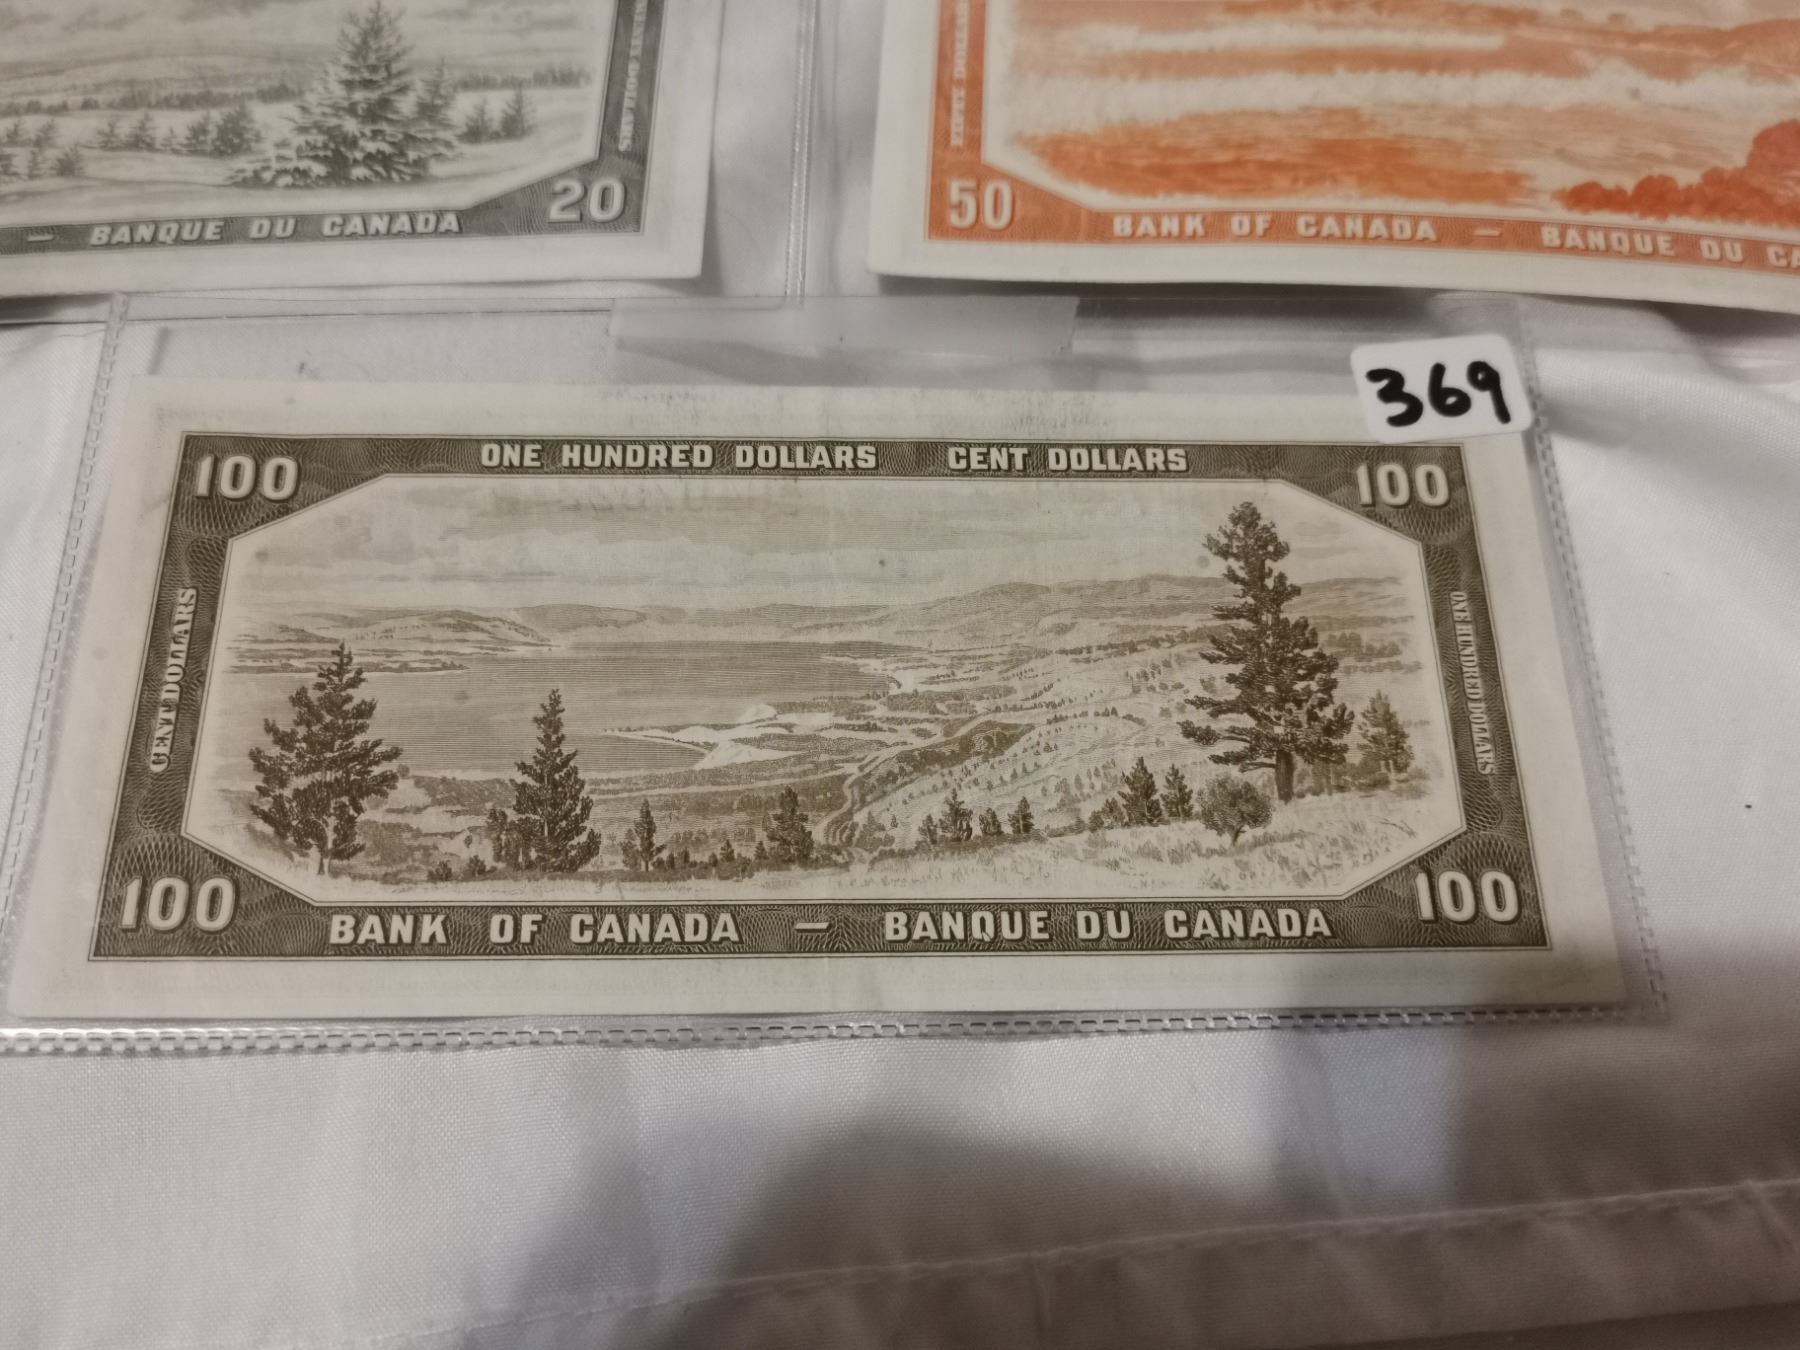 20
— BANQUE DU CANADA
50
BANK OF CANADA — BANQUE DU CA
369
ONE HUNDRED DOLLARS CENT DOLLARS
100
100
CENT DOLLARS
ONE HUNDRED DOLLARS
100
100
BANK OF CANADA — BANQUE DU CANADA